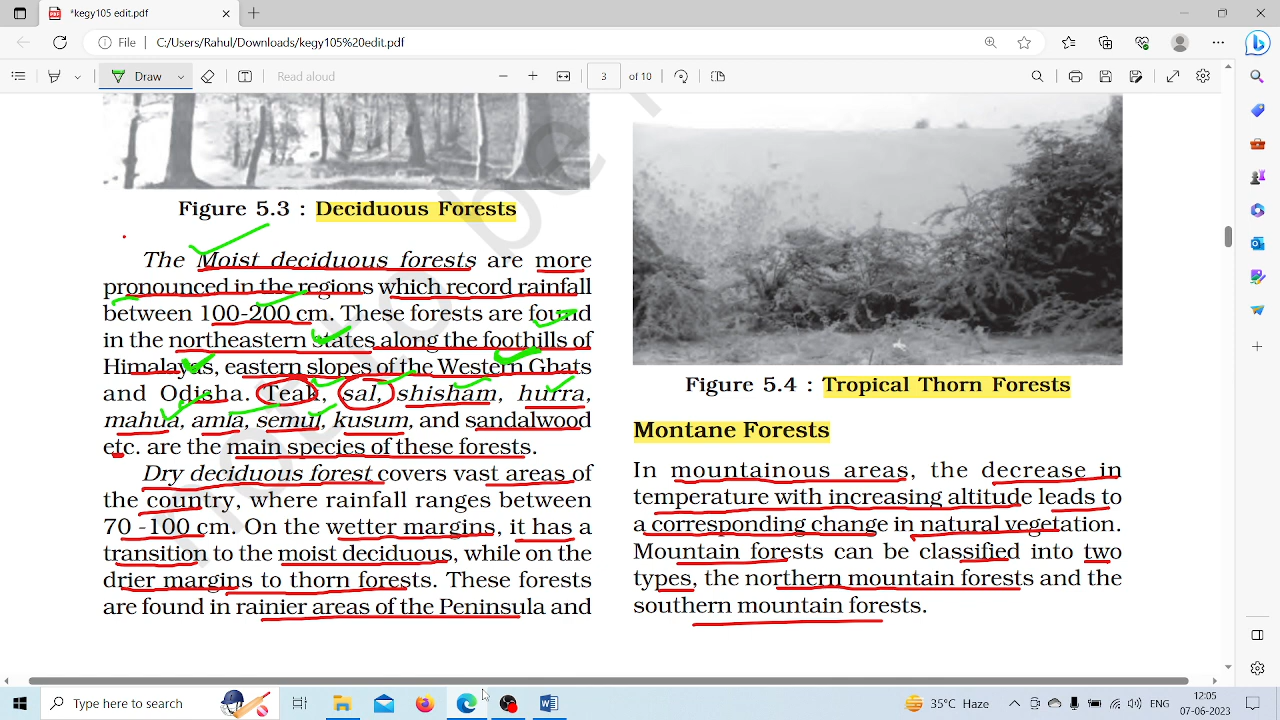 *kegy105 edit.pdf
File
C:/Users/Rahul/Downloads/kegy105%20edit.pdf
Draw
Read aloud
3
of 10
Figure 5.3 : Deciduous Forests
The Moist deciduous forests are more
pronounced in the regions which record rainfall
between 100-200 cm. These forests are found
in the northeastern states along the foothills of
Himalayas, eastern slopes of the Western Ghats
and Odisha. Teak, sal, shisham, hurra,
mahua, amla, semul, kusum, and sandalwood
etc. are the main species of these forests.
Dry deciduous forest covers vast areas of
the country, where rainfall ranges between
70 -100 cm. On the wetter margins, it has a
transition to the moist deciduous, while on the
drier margins to thorn forests. These forests
are found in rainier areas of the Peninsula and
Figure 5.4 : Tropical Thorn Forests
Montane Forests
In mountainous areas, the decrease in
temperature with increasing altitude leads to
a corresponding change in natural vegetation.
Mountain forests can be classified into two
types, the northern mountain forests and the
southern mountain forests.
Type here to search
35°C Haze
ENG
12:05
07-06-2023